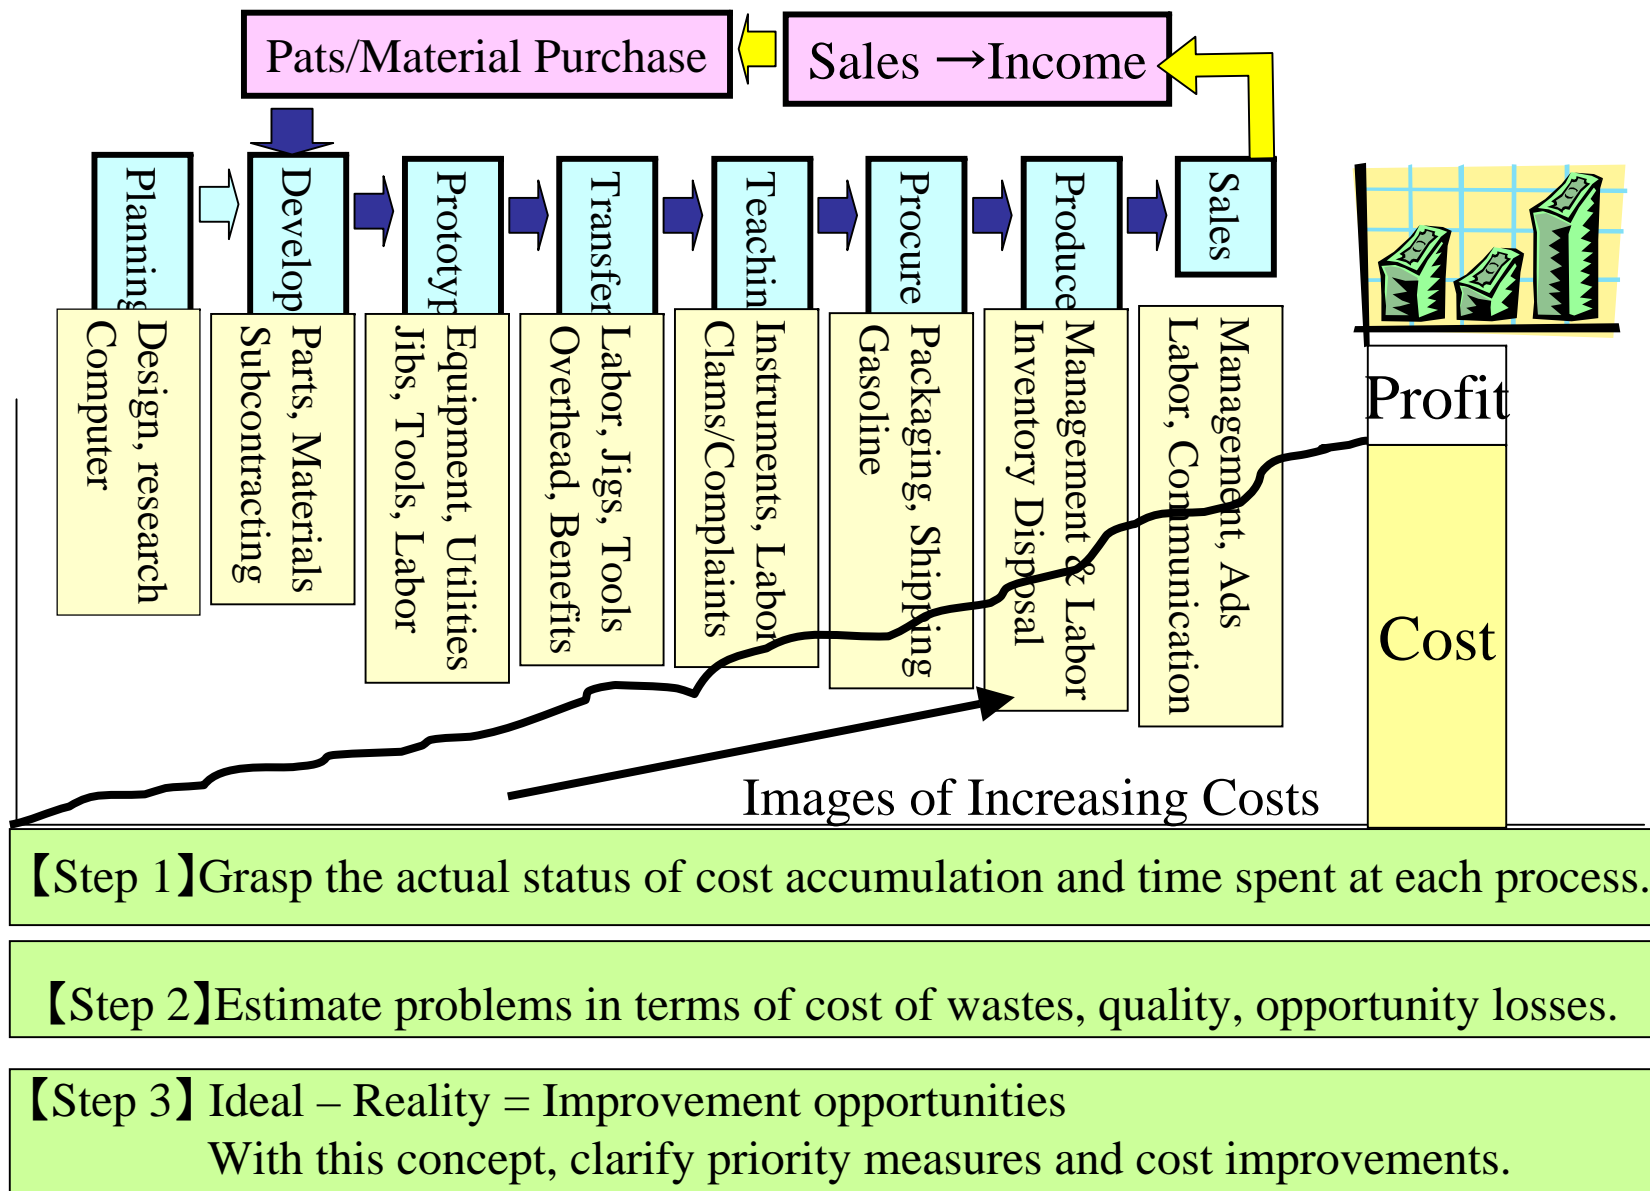 Pats/Material Purchase
Sales →Income
Planning
Develop
Prototyp
Transfer
Teachin
Procure
Produce
Sales
Design, research
Computer
Parts, Materials
Subcontracting
Equipment, Utilities
Jibs, Tools, Labor
Labor, Jigs, Tools
Overhead, Benefits
Instruments, Labor
Clams/Complaints
Packaging, Shipping
Gasoline
Management & Labor
Inventory Disposal
Management, Ads
Labor, Communication
Profit
Cost
Images of Increasing Costs
【Step 1】Grasp the actual status of cost accumulation and time spent at each process.
【Step 2】Estimate problems in terms of cost of wastes, quality, opportunity losses.
【Step 3】 Ideal – Reality = Improvement opportunities
With this concept, clarify priority measures and cost improvements.